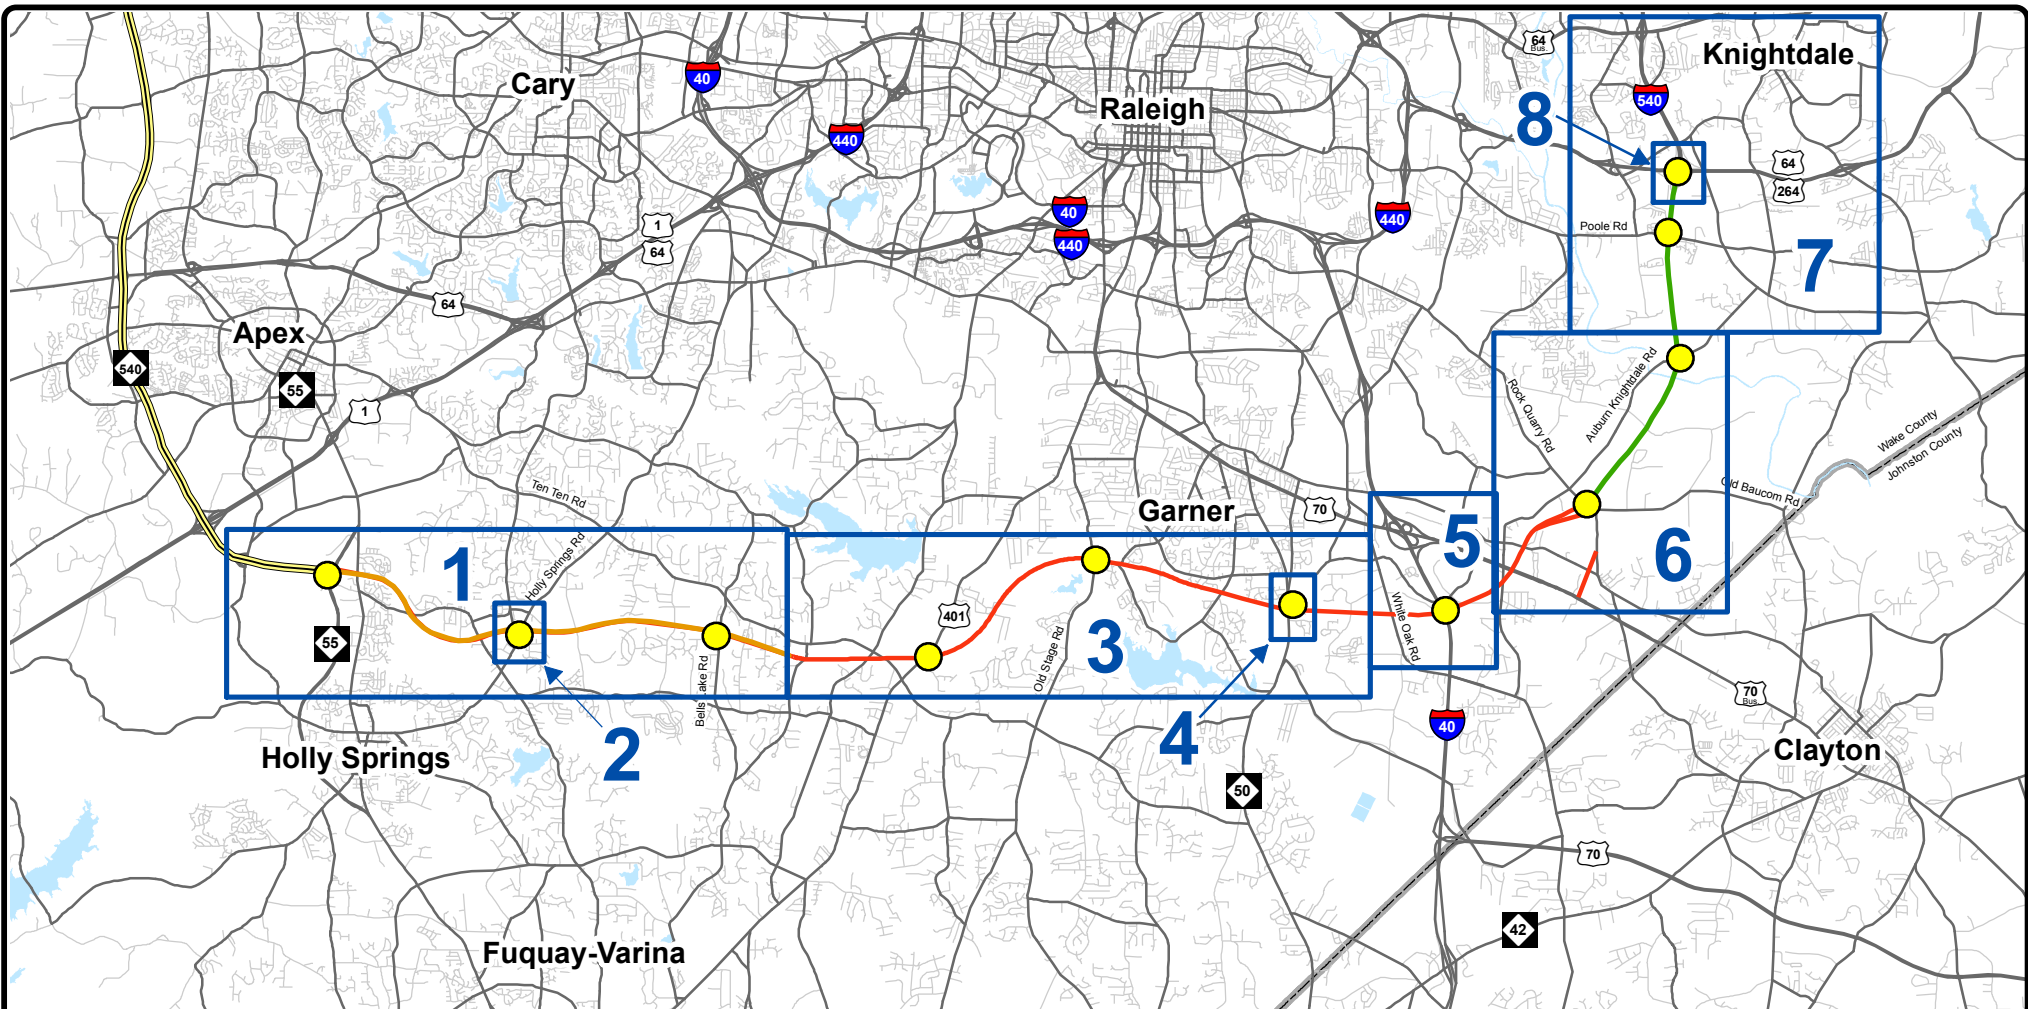 Cary
40
440
Raleigh
64
Bus.
Knightdale
540
8
64
264
1
64
40
440
440
Poole Rd
7
64
Apex
540
55
1
Rock Quarry Rd
Auburn Knightdale Rd
Wake County
Johnston County
Ten Ten Rd
Garner
70
Old Baucom Rd
1
Holly Springs Rd
5
6
55
401
Old Stage Rd
3
White Oak Rd
Bells Lake Rd
2
4
40
70
Bus.
Holly Springs
Clayton
50
70
42
Fuquay-Varina